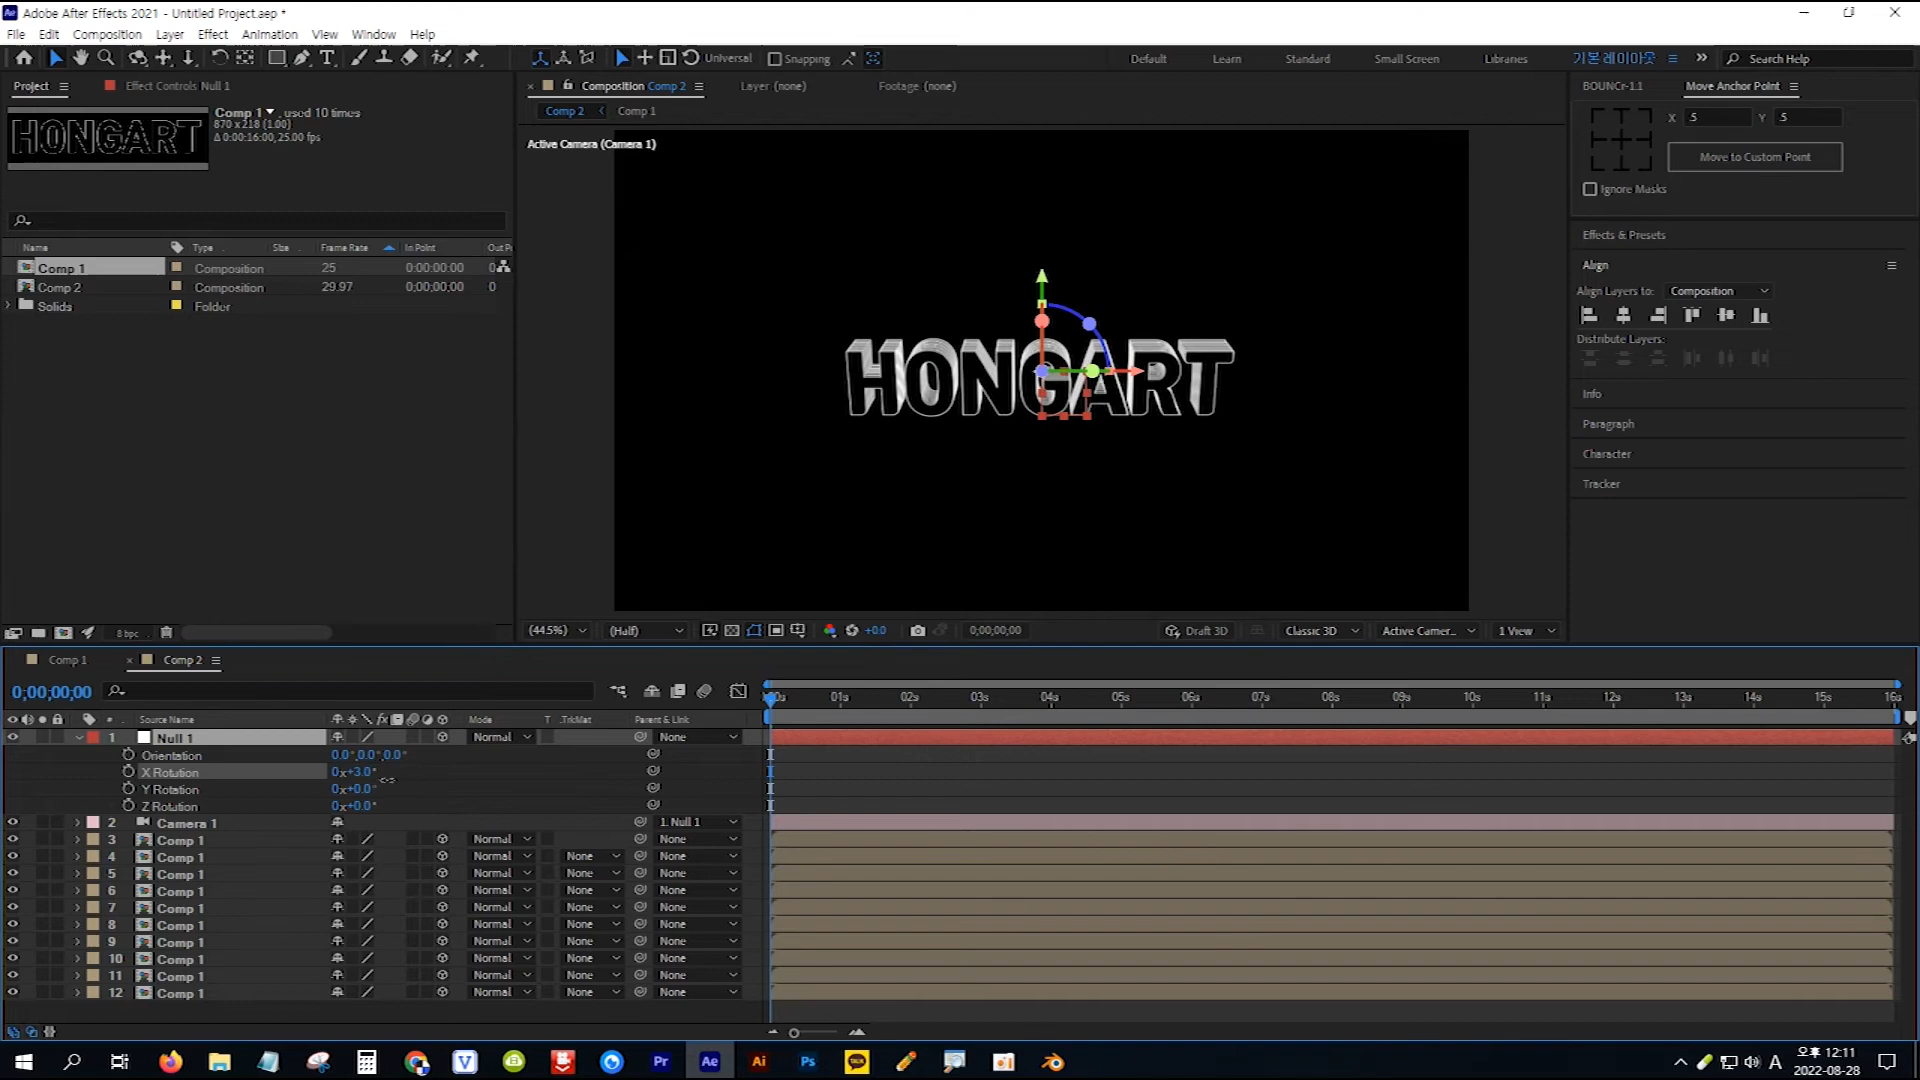 Adobe After Effects 2021 - Untitled Project.aep *
File Edit Composition Layer Effect Animation View Window Help
Universal Snapping Default Learn Standard Small Screen Libraries 기본 레이아웃 Search Help
Project Effect Controls Null 1
Composition Comp 2 Layer (none) Footage (none)
BOUNCr-1.1 Move Anchor Point
Comp 1 , used 10 times
870 x 218 (1.00)
Δ 0:00:16:00, 25.00 fps
HONGART
Comp 2 Comp 1
Active Camera (Camera 1)
X .5 Y .5
Move to Custom Point
Ignore Masks
Name Type Size Frame Rate In Point Out P
Comp 1 Composition 25 0:00:00:00 0
Comp 2 Composition 29.97 0;00;00;00 0
Solids Folder
Effects & Presets
Align
Align Layers to: Composition
Distribute Layers:
Info
Paragraph
Character
Tracker
HONGART
8 bpc
(44.5%) (Half) +0.0 0;00;00;00 Draft 3D Classic 3D Active Camer... 1 View
Comp 1 Comp 2
0;00;00;00
:00s 01s 02s 03s 04s 05s 06s 07s 08s 09s 10s 11s 12s 13s 14s 15s 16s
# Source Name fx Mode T .TrkMat Parent & Link
1 Null 1 Normal None
Orientation 0.0°,0.0°,0.0°
X Rotation 0x+3.0°
Y Rotation 0x+0.0°
Z Rotation 0x+0.0°
2 Camera 1 1. Null 1
3 Comp 1 Normal None
4 Comp 1 Normal None None
5 Comp 1 Normal None None
6 Comp 1 Normal None None
7 Comp 1 Normal None None
8 Comp 1 Normal None None
9 Comp 1 Normal None None
10 Comp 1 Normal None None
11 Comp 1 Normal None None
12 Comp 1 Normal None None
Pr Ae Ai Ps TALK
A
오후 12:11
2022-08-28